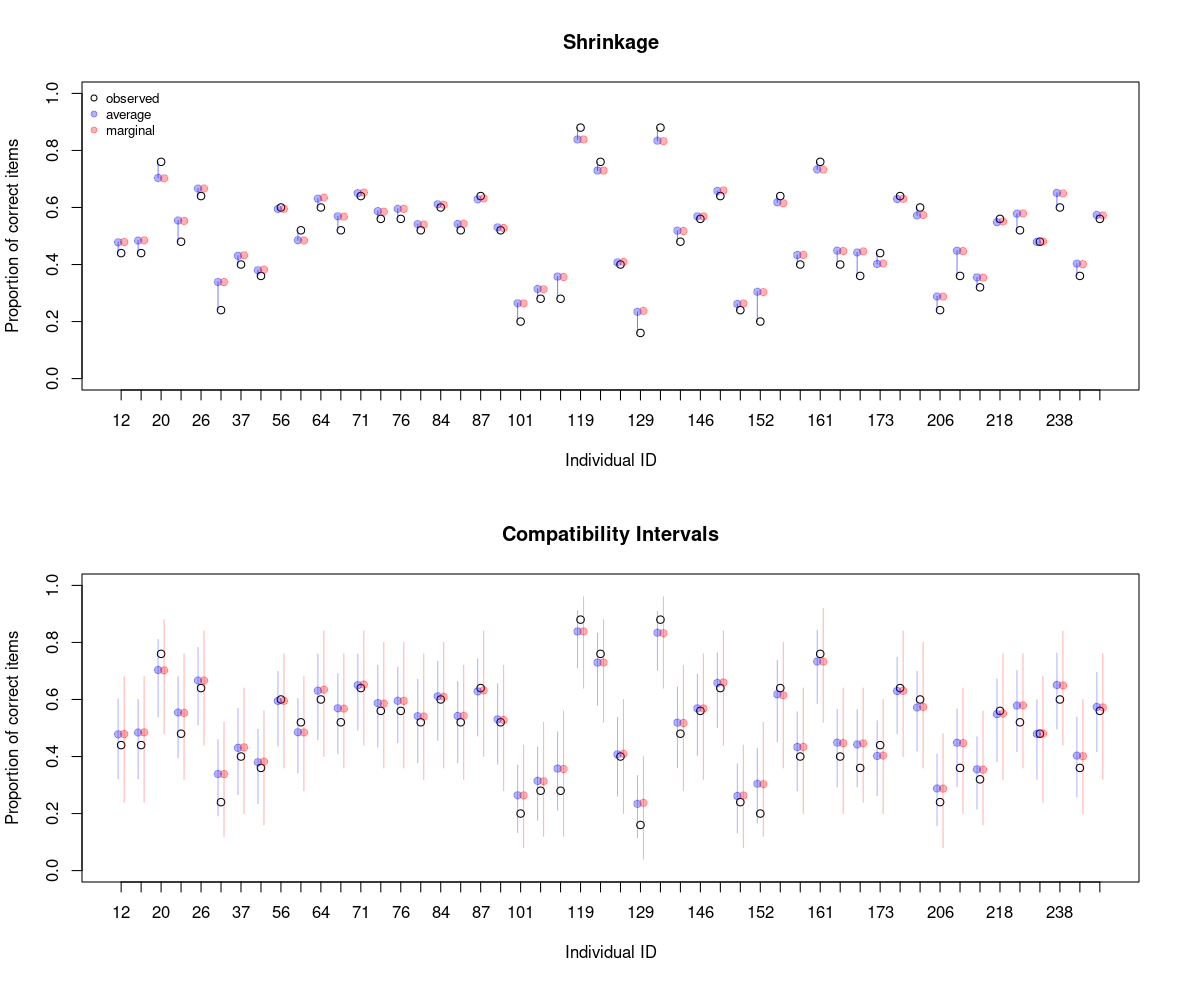 Shrinkage
Proportion of correct items
1.0
0.8
0.6
0.4
0.2
0.0
observed
average
marginal
12 20 26 37 56 64 71 76 84 87 101 119 129 146 152 161 173 206 218 238
Individual ID
Compatibility Intervals
Proportion of correct items
1.0
0.8
0.6
0.4
0.2
0.0
12 20 26 37 56 64 71 76 84 87 101 119 129 146 152 161 173 206 218 238
Individual ID